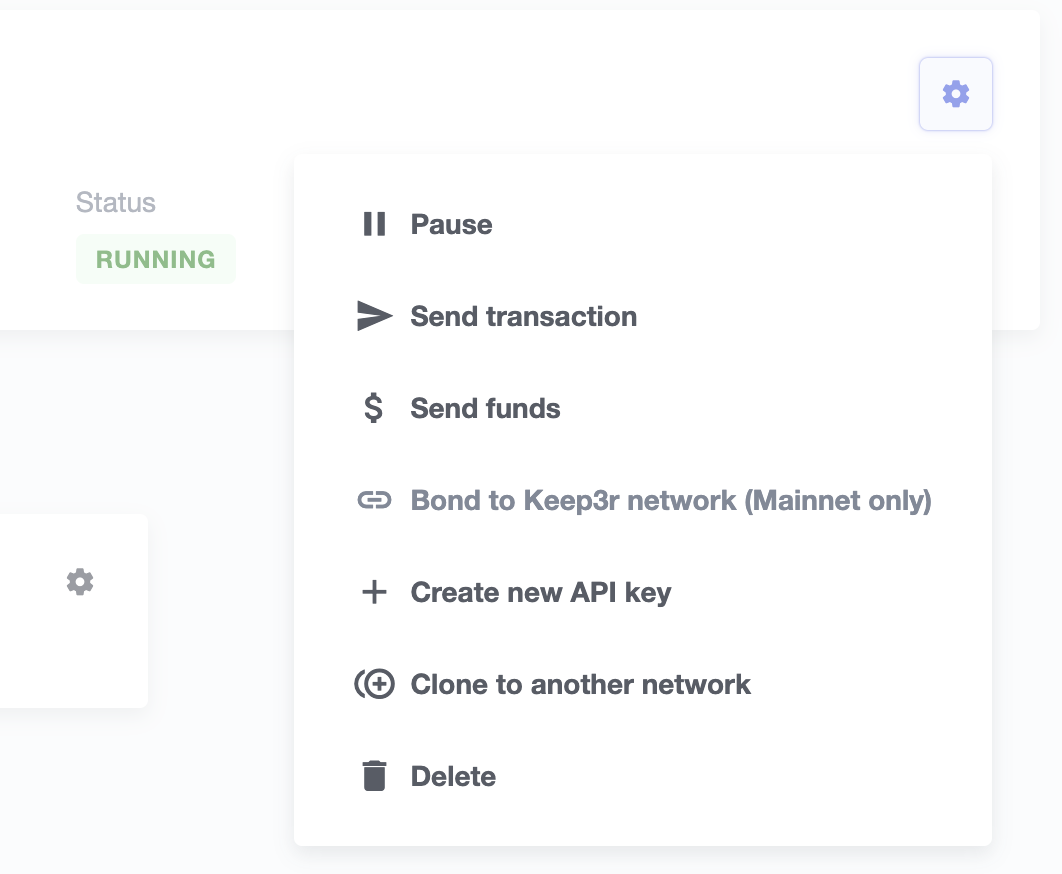 Status
RUNNING
Pause
Send transaction
Send funds
Bond to Keep3r network (Mainnet only)
Create new API key
Clone to another network
Delete